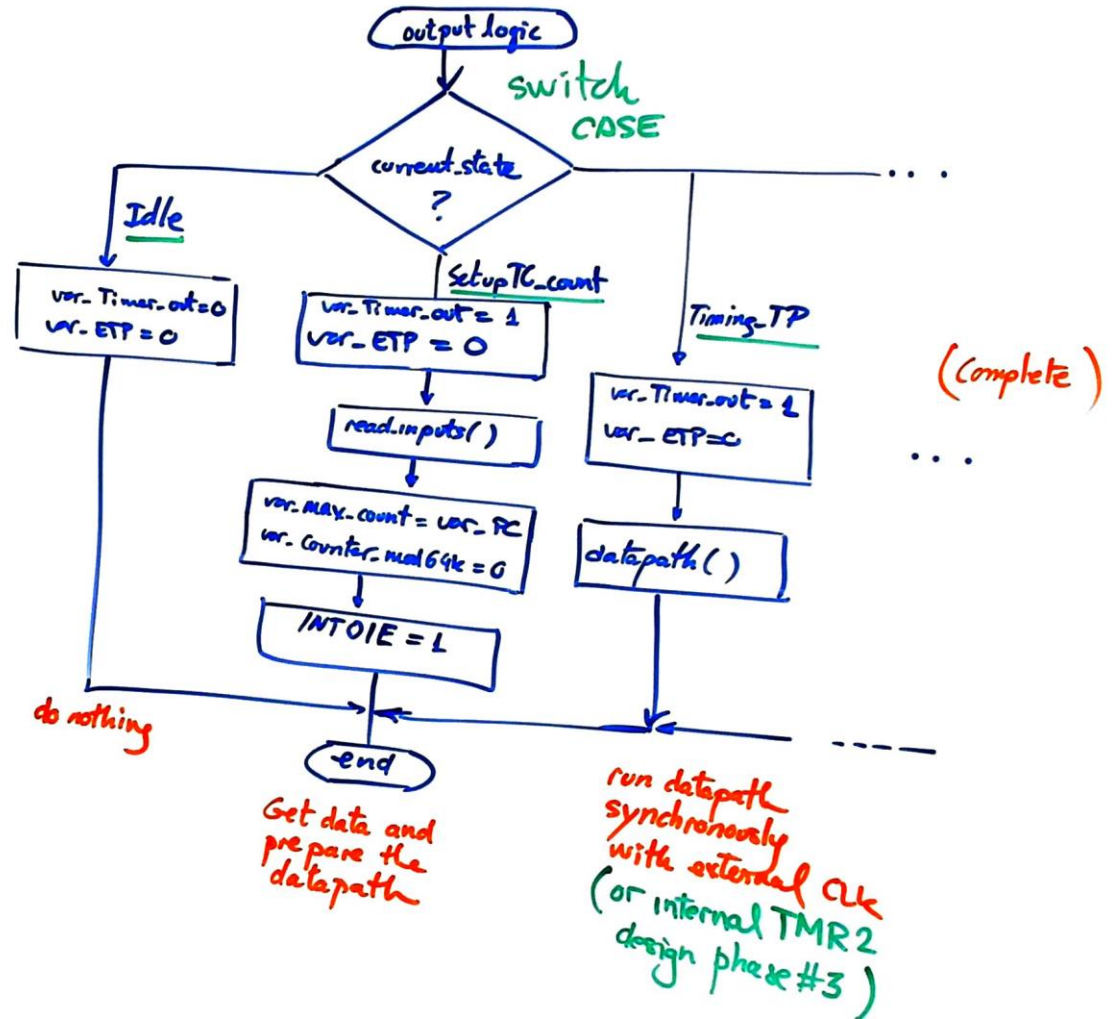 output logic
switch
CASE
current_state
?
Idle
var_Timer_out=0
var_ETP = 0
SetupTC_count
var_Timer_out = 1
var_ETP = 0
read_inputs()
var_max_count = var_PC
var_Counter_mod64k = 0
INT0IE = 1
Timing_TP
var_Timer_out = 1
var_ETP=0
datapath()
...
(Complete)
...
do nothing
end
Get data and
prepare the
datapath
run datapath
synchronously
with external CLK
(or internal TMR2
design phase #3)